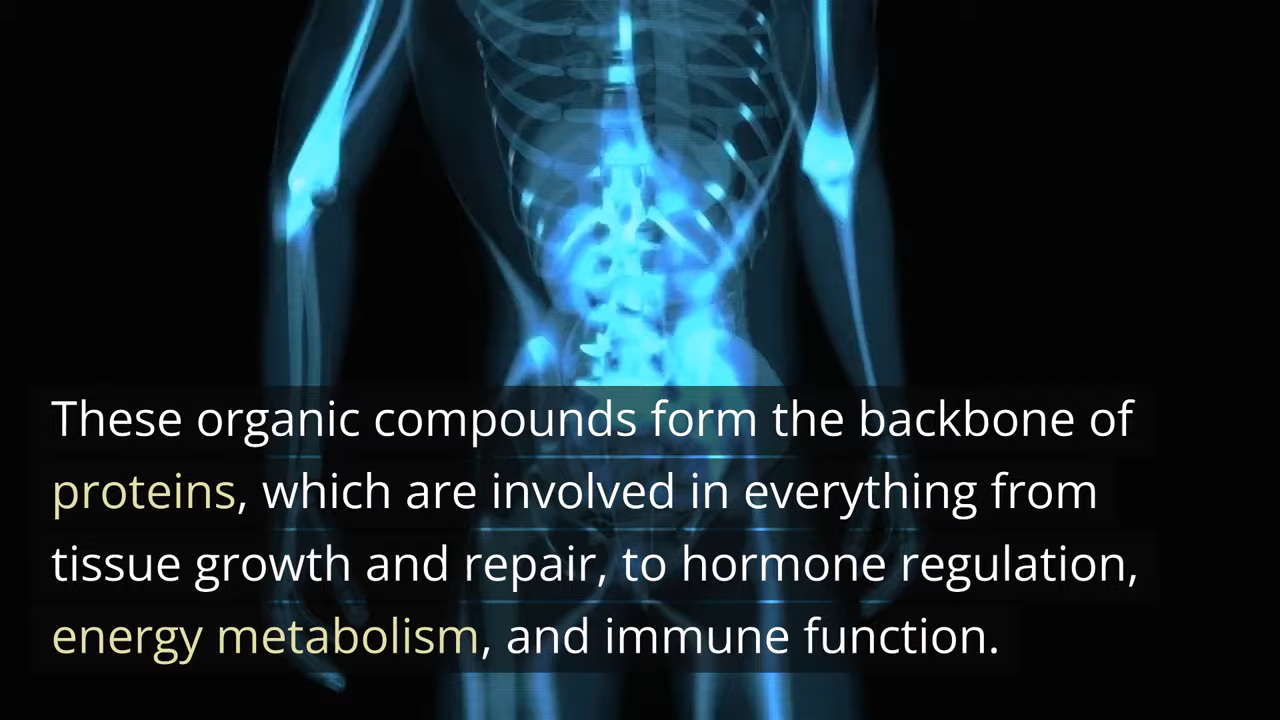 These organic compounds form the backbone of
proteins, which are involved in everything from
tissue growth and repair, to hormone regulation,
energy metabolism, and immune function.